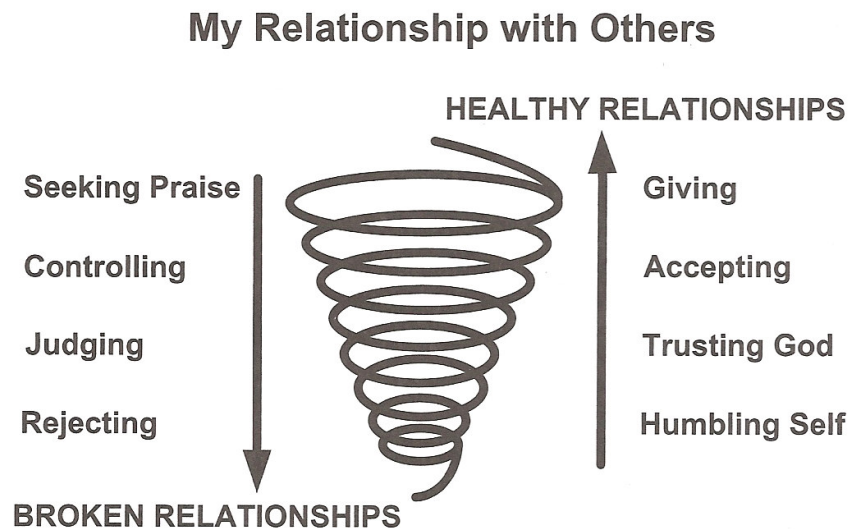 My Relationship with Others
HEALTHY RELATIONSHIPS
Seeking Praise
Giving
Controlling
Accepting
Judging
Trusting God
Rejecting
Humbling Self
BROKEN RELATIONSHIPS